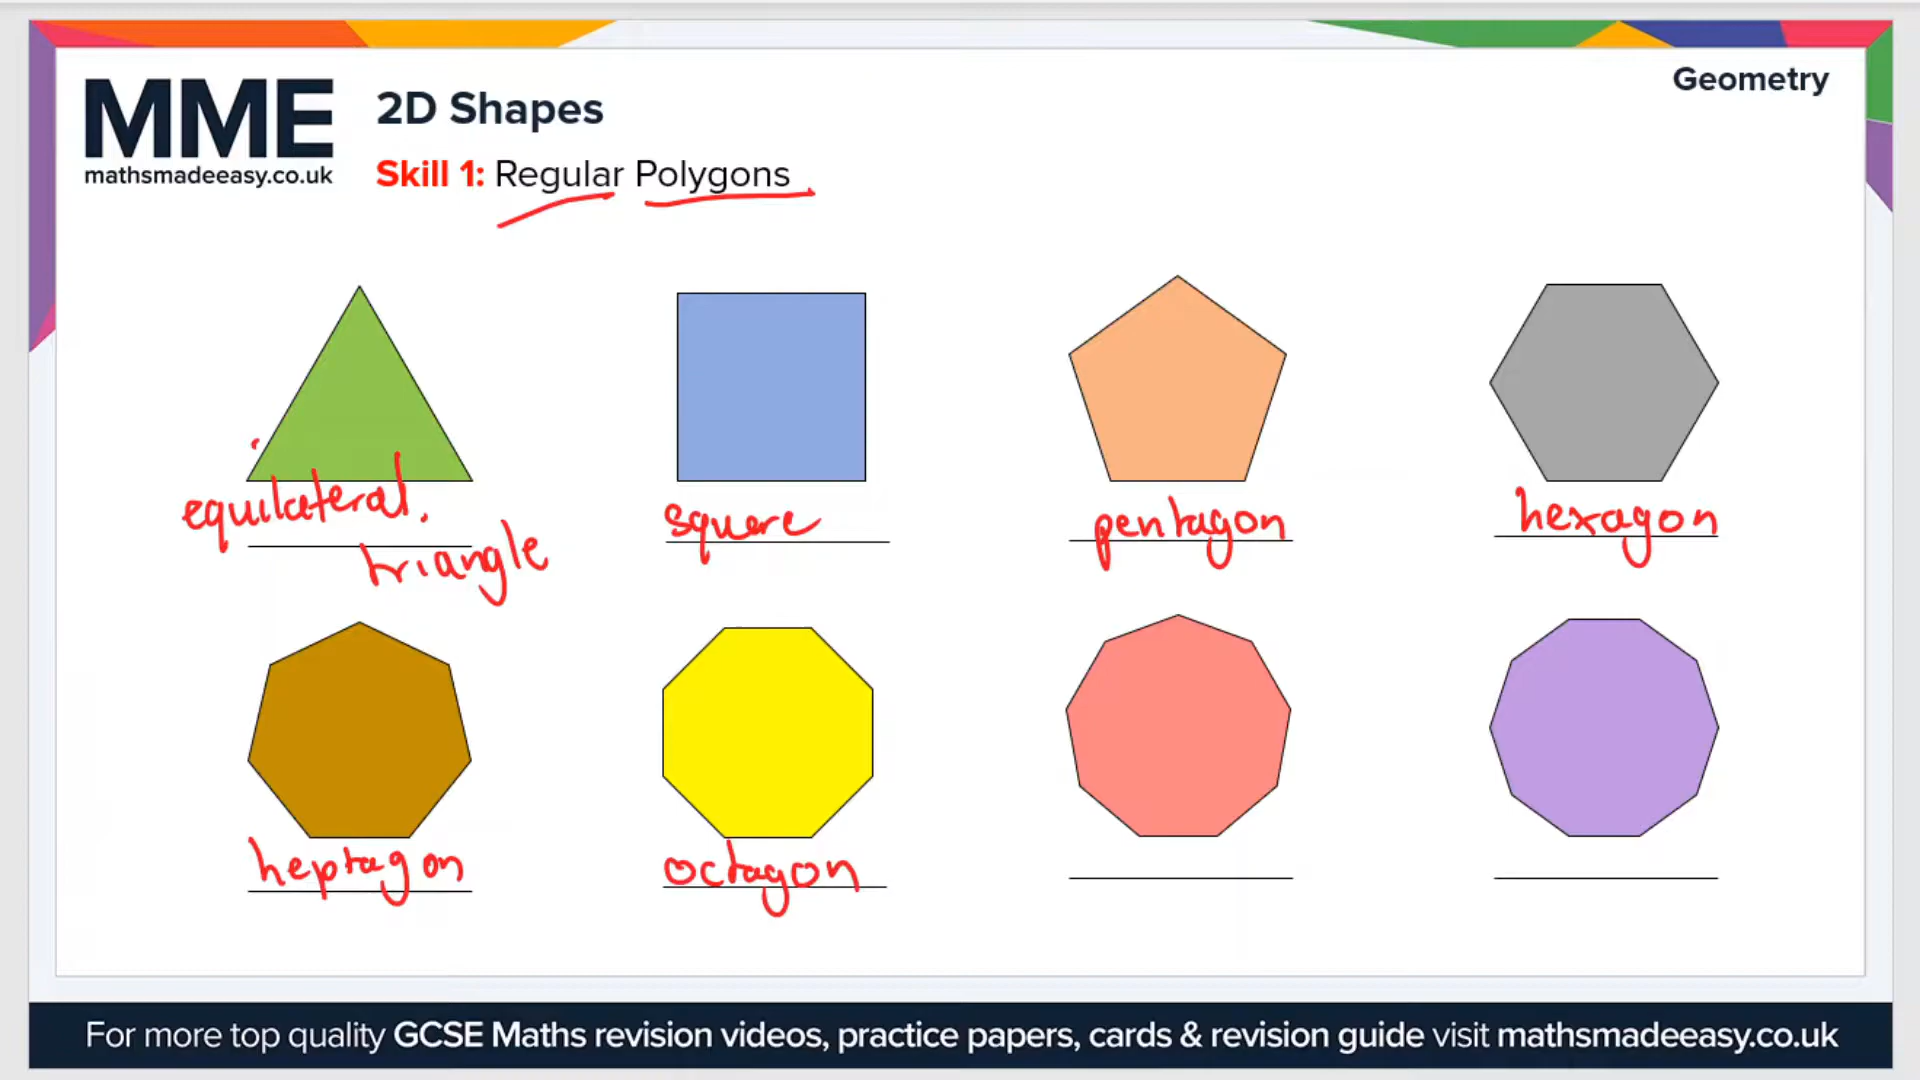 Geometry
MME
mathsmadeeasy.co.uk
2D Shapes
Skill 1: Regular Polygons
equilateral.
triangle
square
pentagon
hexagon
heptagon
octagon
For more top quality GCSE Maths revision videos, practice papers, cards & revision guide visit mathsmadeeasy.co.uk